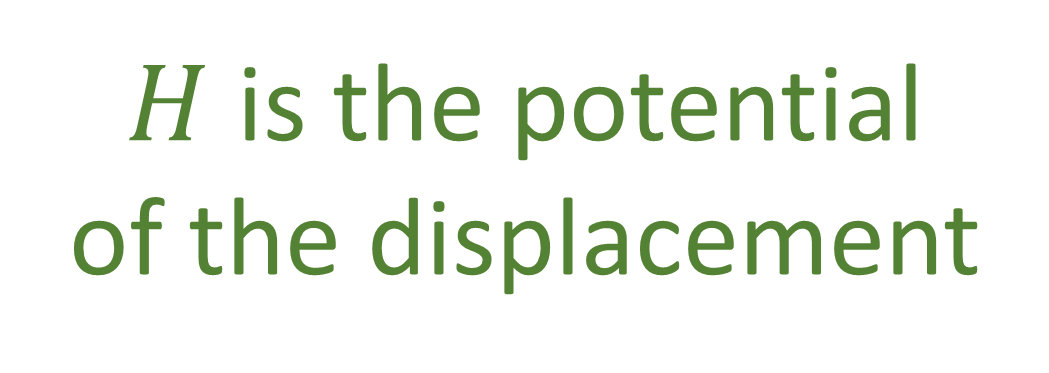 H is the potential
of the displacement